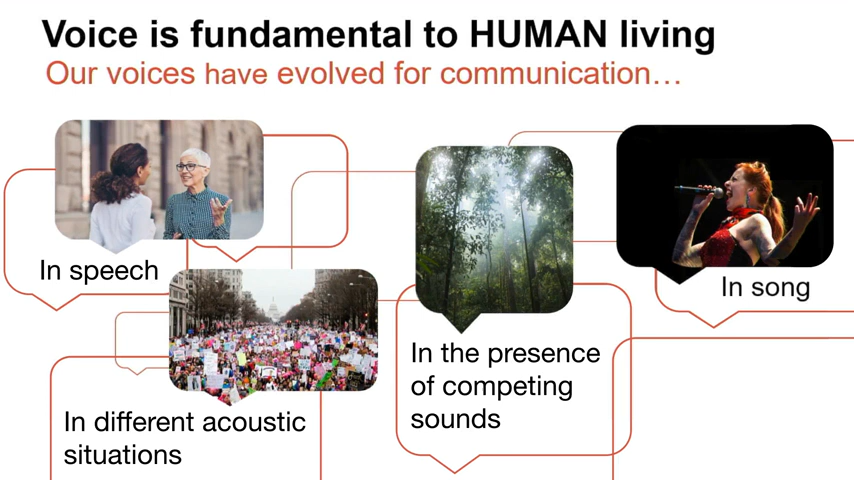 Voice is fundamental to HUMAN living
Our voices have evolved for communication…
In speech
In different acoustic
situations
In the presence
of competing
sounds
In song